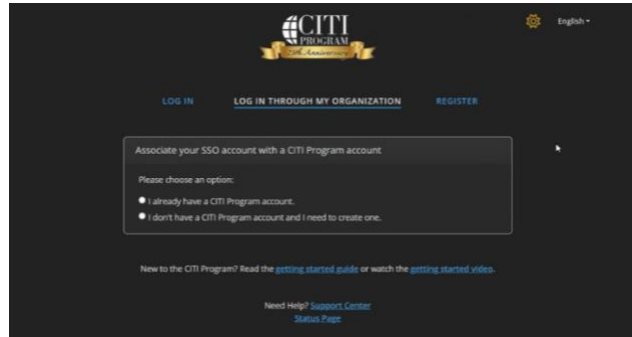 CITI
PROGRAM
25th Anniversary
English
LOG IN
LOG IN THROUGH MY ORGANIZATION
REGISTER
Associate your SSO account with a CITI Program account
Please choose an option:
I already have a CITI Program account.
I don't have a CITI Program account and I need to create one.
New to the CITI Program? Read the getting started guide or watch the getting started video.
Need Help? Support Center
Status Page